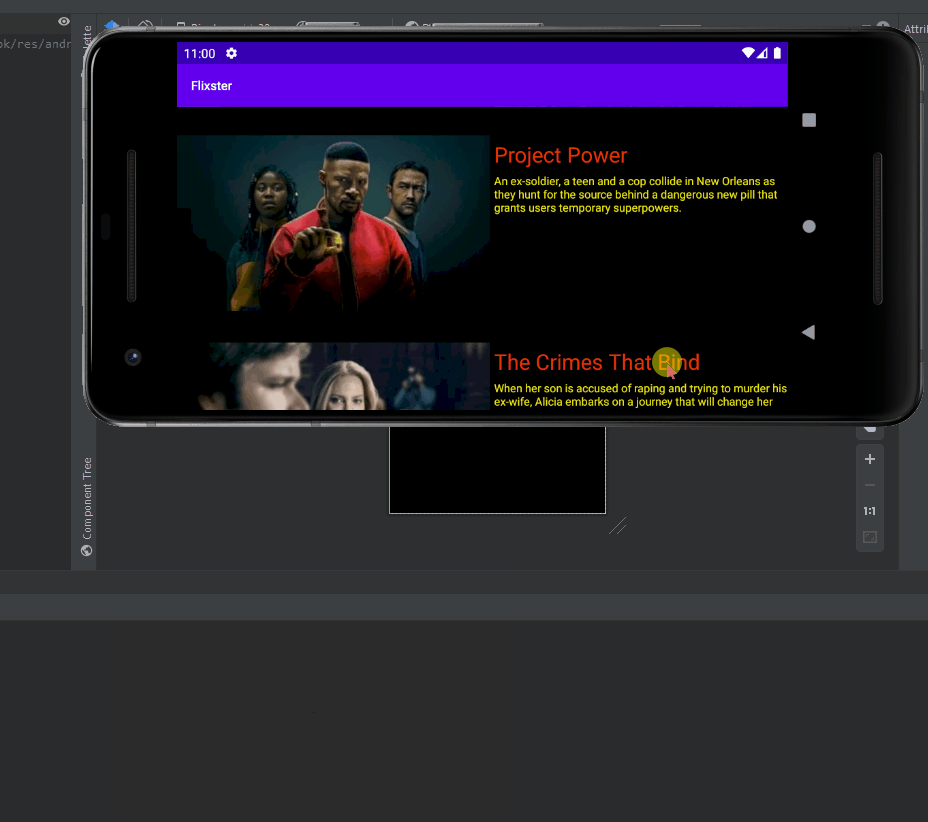 ok/res/andr
Attri
11:00
Flixster
Project Power
An ex-soldier, a teen and a cop collide in New Orleans as
they hunt for the source behind a dangerous new pill that
grants users temporary superpowers.
The Crimes That Bind
When her son is accused of raping and trying to murder his
ex-wife, Alicia embarks on a journey that will change her
Component Tree
1:1